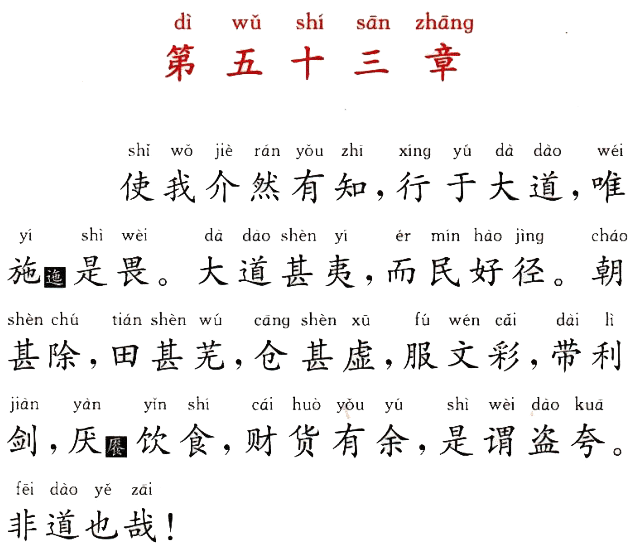 dì wǔ shí sān zhāng
第五十三章
shǐ wǒ jiè rán yǒu zhī xíng yú dà dào wéi
使我介然有知，行于大道，唯
yí shì wèi dà dào shèn yí ér mín hào jìng cháo
施迤是畏。大道甚夷，而民好径。朝
shèn chú tián shèn wú cāng shèn xū fú wén cǎi dài lì
甚除，田甚芜，仓甚虚，服文彩，带利
jiàn yàn yǐn shí cái huò yǒu yú shì wèi dào kuā
剑，厌餍饮食，财货有余，是谓盗夸。
fēi dào yě zāi
非道也哉！